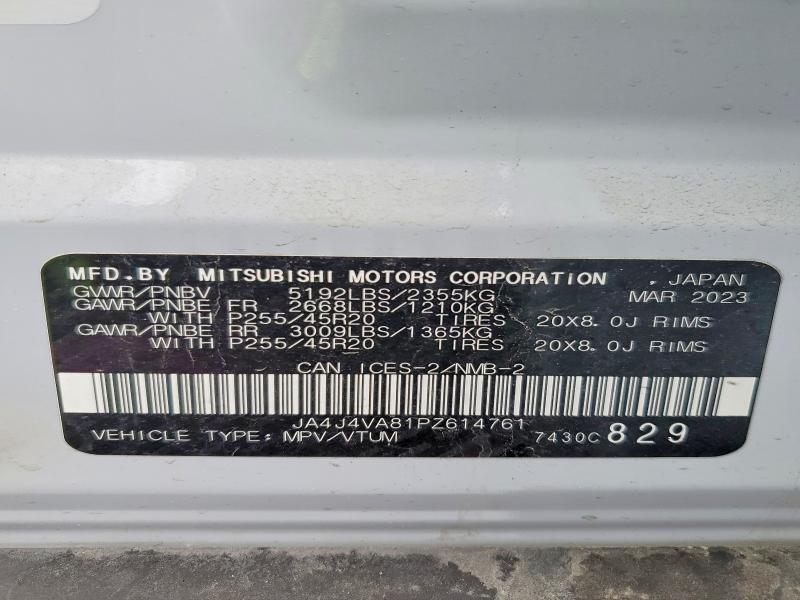 MFD.BY MITSUBISHI MOTORS CORPORATION , JAPAN
GVWR/PNBV 5192LBS/2355KG MAR 2023
GAWR/PNBE FR 2668LBS/1210KG
WITH P255/45R20 TIRES 20X8.0J RIMS
GAWR/PNBE RR 3009LBS/1365KG
WITH P255/45R20 TIRES 20X8.0J RIMS
CAN ICES-2/NMB-2
JA4J4VA81PZ614761
VEHICLE TYPE: MPV/VTUM 7430C 829